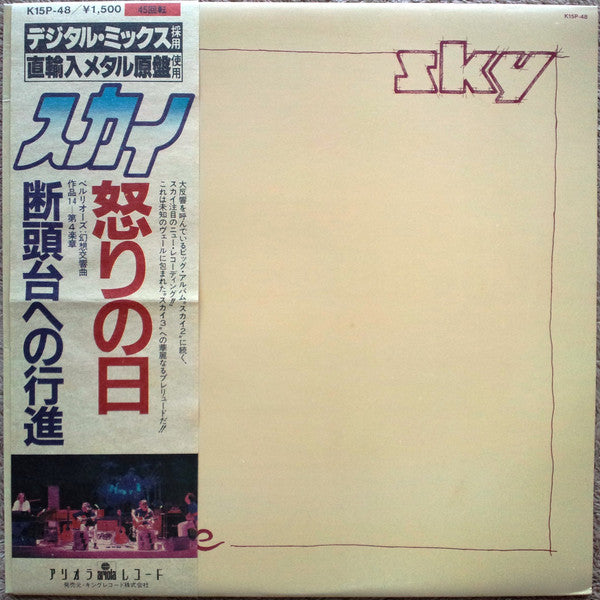 K15P-48/¥1,500 45回転
デジタル・ミックス採用
直輸入メタル原盤使用
スカイ
大反響を呼んでいるビッグ・アルバム“スカイ2”に続く、
スカイ注目のニュー・レコーディング!!
これは未知のヴェールに包まれた“スカイ3”への華麗なるプレリュードだ!!
怒りの日
ベルリオーズ:幻想交響曲
作品14—第4楽章
断頭台への行進
アリオラ ariola レコード
発売元・キングレコード株式会社
K15P-48
sky
e